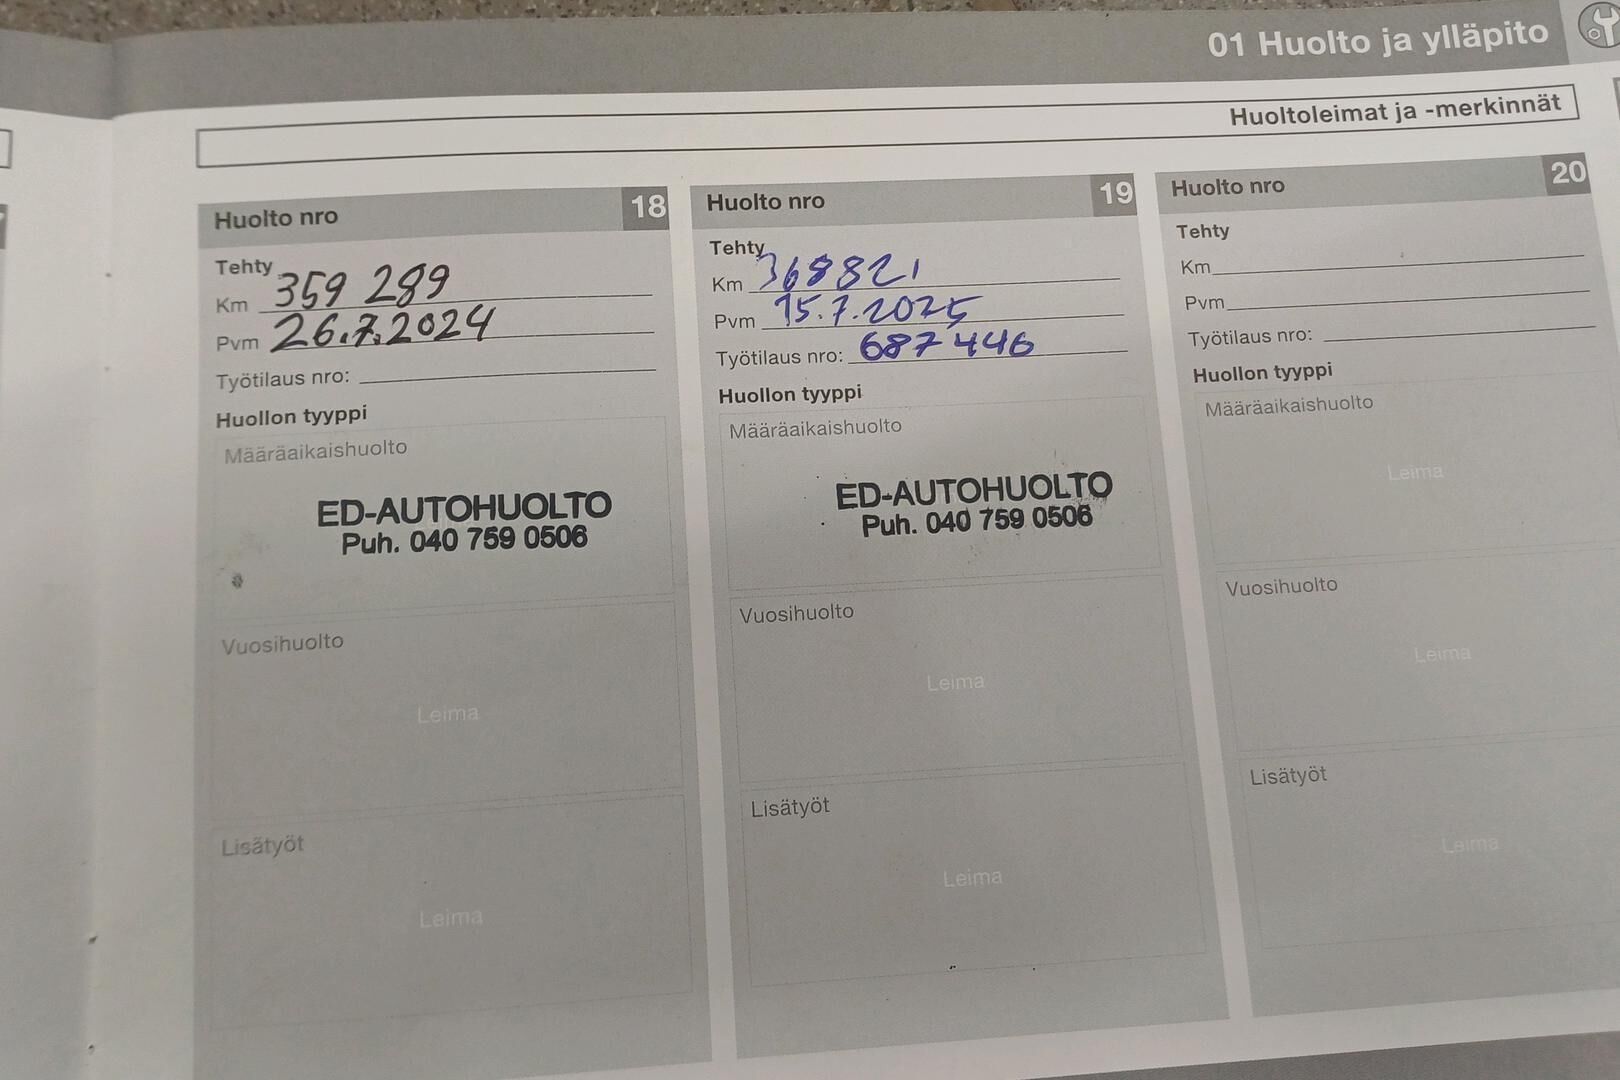 01 Huolto ja ylläpito
Huoltoleimat ja -merkinnät
Huolto nro 18
Tehty
Km 359 289
Pvm 26.7.2024
Työtilaus nro:
Huollon tyyppi
Määräaikaishuolto
ED-AUTOHUOLTO
Puh. 040 759 0506
Vuosihuolto
Leima
Lisätyöt
Leima
Huolto nro 19
Tehty
Km 368821
Pvm 15.7.2025
Työtilaus nro: 687446
Huollon tyyppi
Määräaikaishuolto
ED-AUTOHUOLTO
Puh. 040 759 0506
Vuosihuolto
Leima
Lisätyöt
Leima
Huolto nro 20
Tehty
Km
Pvm
Työtilaus nro:
Huollon tyyppi
Määräaikaishuolto
Leima
Vuosihuolto
Leima
Lisätyöt
Leima